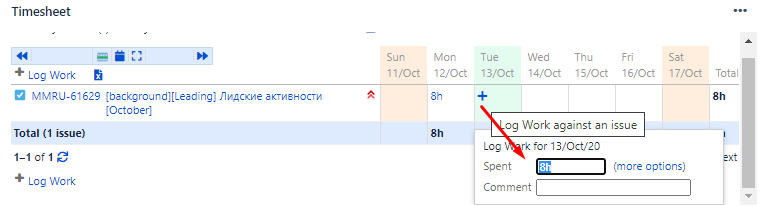 Timesheet
Sun Mon Tue Wed Thu Fri Sat
11/Oct 12/Oct 13/Oct 14/Oct 15/Oct 16/Oct 17/Oct Total
Log Work
MMRU-61629 [background][Leading] Лидские активности 8h 8h
[October]
Log Work against an issue
Total (1 issue) 8h 8h
Log Work for 13/Oct/20
1–1 of 1 ext
Spent 8h (more options)
Log Work
Comment